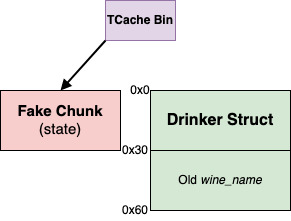 TCache Bin
0x0
Fake Chunk
(state)
Drinker Struct
0x30
Old wine_name
0x60